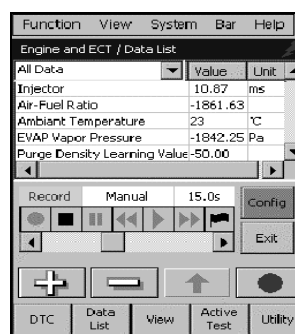 Function View System Bar Help
Engine and ECT / Data List
All Data Value Unit
Injector 10.87 ms
Air-Fuel Ratio -1861.63
Ambiant Temperature 23 ℃
EVAP Vapor Pressure -1842.25 Pa
Purge Density Learning Value -50.00
Record Manual 15.0s Config
Exit
DTC Data List View Active Test Utility